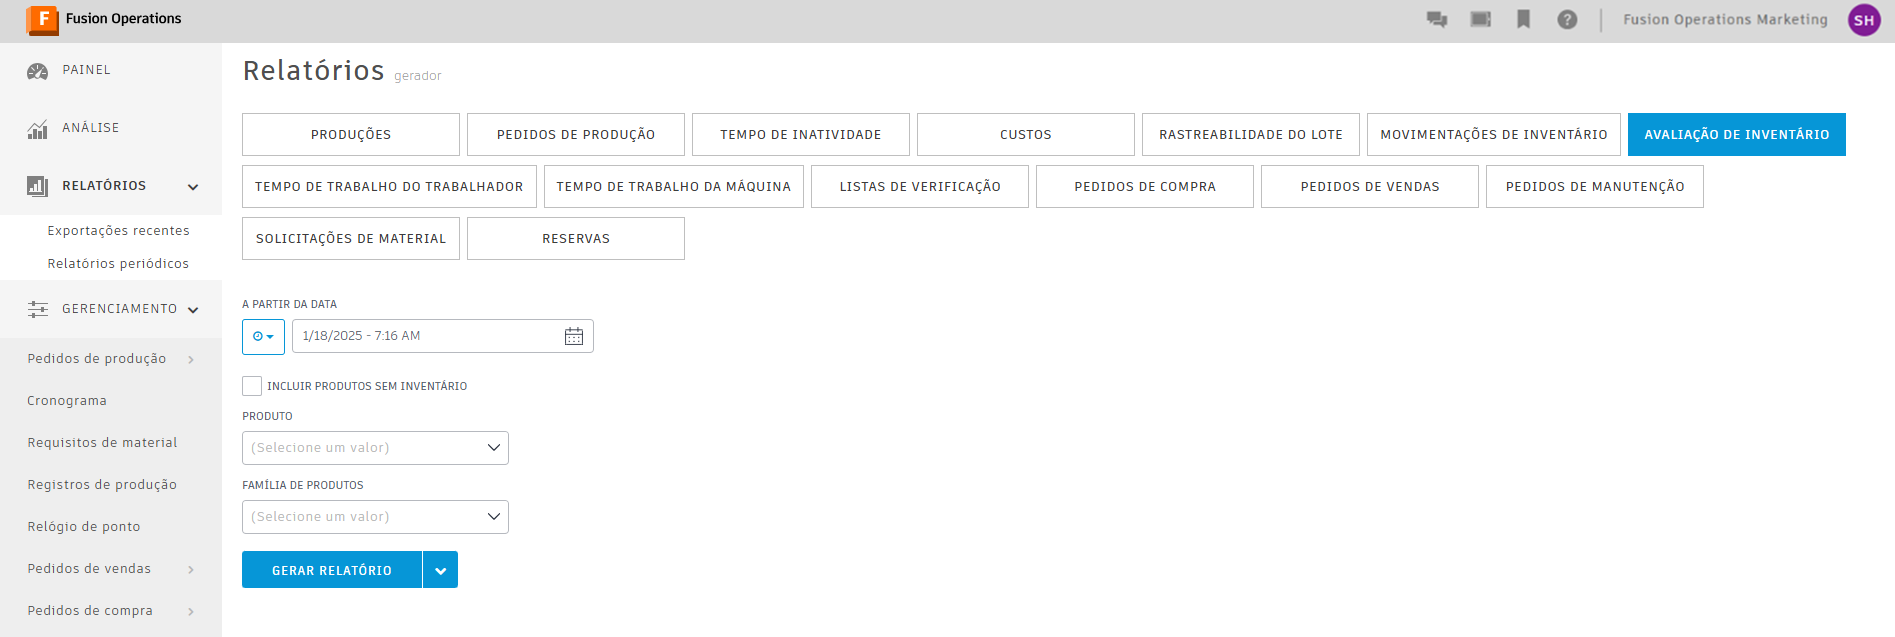 F Fusion Operations
? Fusion Operations Marketing SH
PAINEL
ANÁLISE
RELATÓRIOS
Exportações recentes
Relatórios periódicos
GERENCIAMENTO
Pedidos de produção
Cronograma
Requisitos de material
Registros de produção
Relógio de ponto
Pedidos de vendas
Pedidos de compra
Relatórios gerador
PRODUÇÕES PEDIDOS DE PRODUÇÃO TEMPO DE INATIVIDADE CUSTOS RASTREABILIDADE DO LOTE MOVIMENTAÇÕES DE INVENTÁRIO AVALIAÇÃO DE INVENTÁRIO
TEMPO DE TRABALHO DO TRABALHADOR TEMPO DE TRABALHO DA MÁQUINA LISTAS DE VERIFICAÇÃO PEDIDOS DE COMPRA PEDIDOS DE VENDAS PEDIDOS DE MANUTENÇÃO
SOLICITAÇÕES DE MATERIAL RESERVAS
A PARTIR DA DATA
1/18/2025 - 7:16 AM
INCLUIR PRODUTOS SEM INVENTÁRIO
PRODUTO
(Selecione um valor)
FAMÍLIA DE PRODUTOS
(Selecione um valor)
GERAR RELATÓRIO